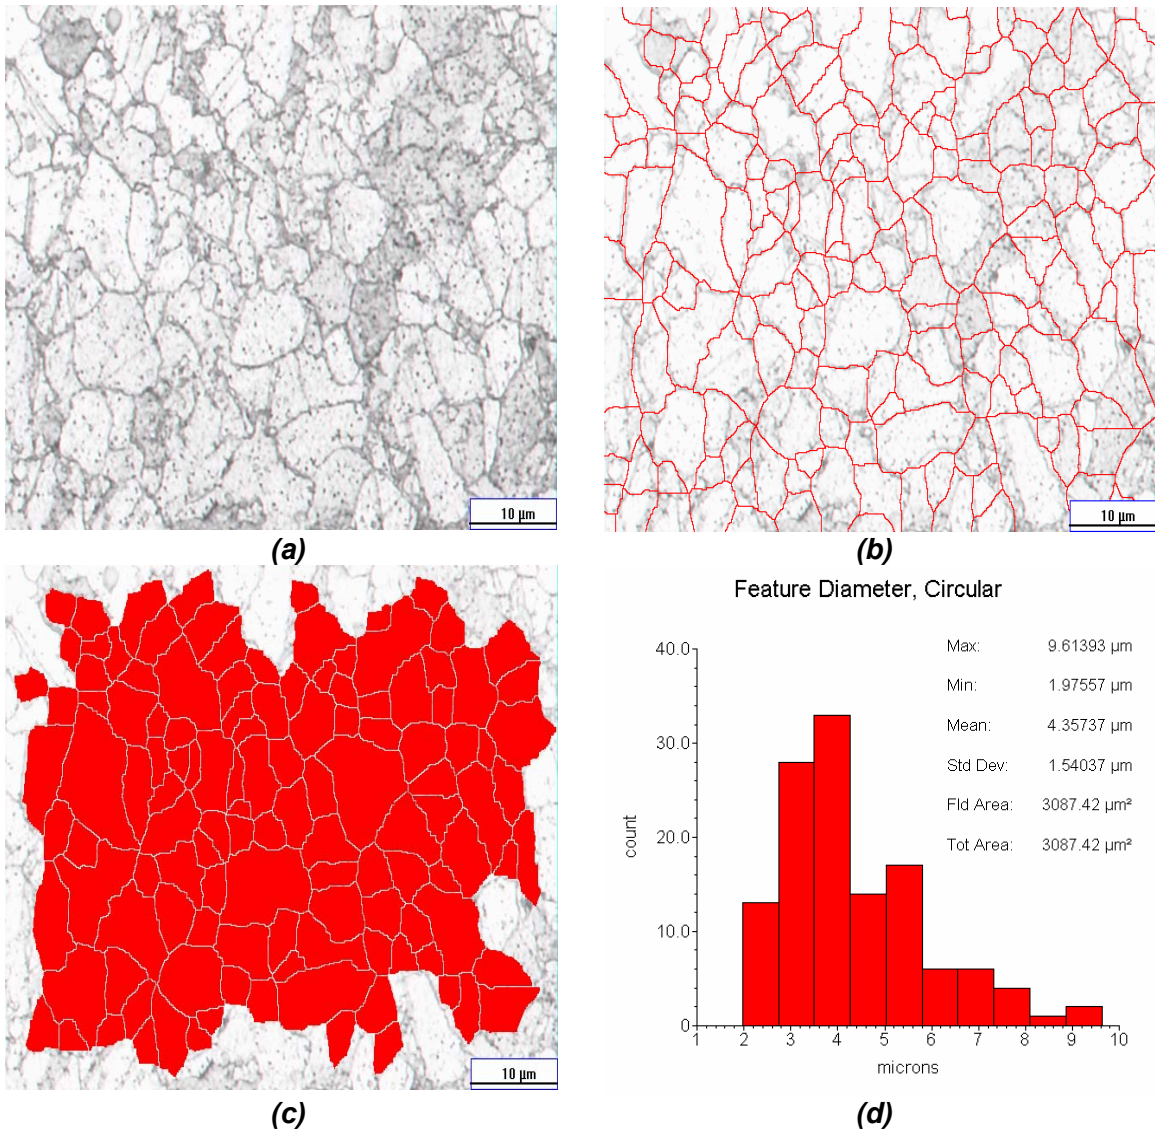 10 µm
10 µm
(a)
(b)
Feature Diameter, Circular
40.0
30.0
20.0
10.0
0
count
Max: 9.61393 µm
Min: 1.97557 µm
Mean: 4.35737 µm
Std Dev: 1.54037 µm
Fld Area: 3087.42 µm²
Tot Area: 3087.42 µm²
1 2 3 4 5 6 7 8 9 10
microns
10 µm
(c)
(d)